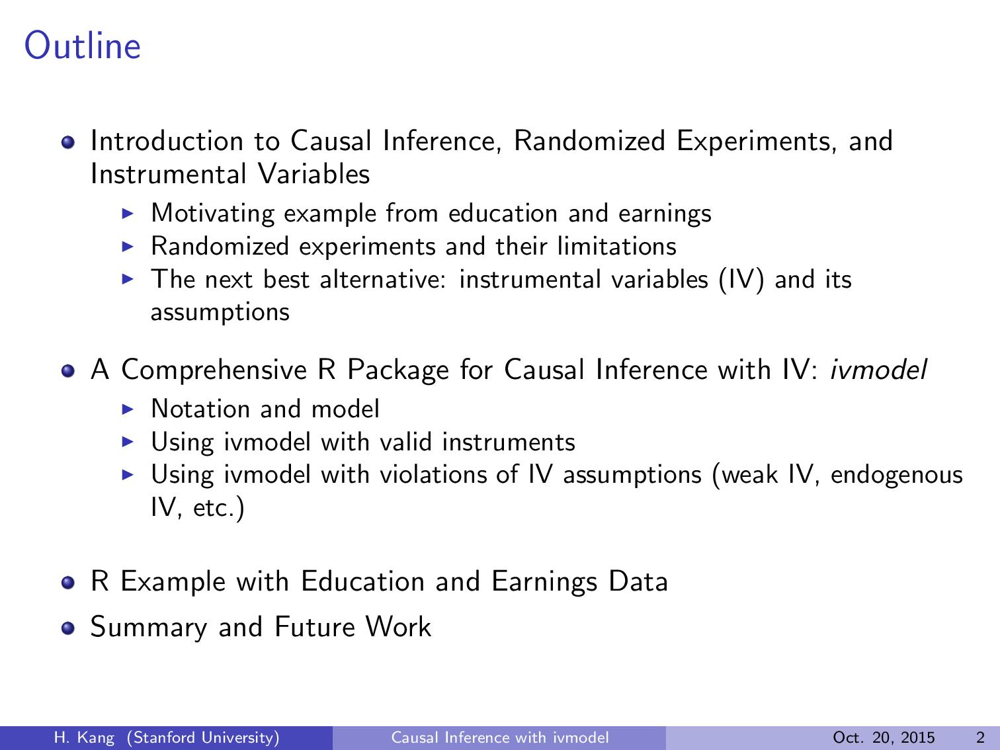 Outline
Introduction to Causal Inference, Randomized Experiments, and
Instrumental Variables
Motivating example from education and earnings
Randomized experiments and their limitations
The next best alternative: instrumental variables (IV) and its
assumptions
A Comprehensive R Package for Causal Inference with IV: ivmodel
Notation and model
Using ivmodel with valid instruments
Using ivmodel with violations of IV assumptions (weak IV, endogenous
IV, etc.)
R Example with Education and Earnings Data
Summary and Future Work
H. Kang (Stanford University) Causal Inference with ivmodel Oct. 20, 2015 2